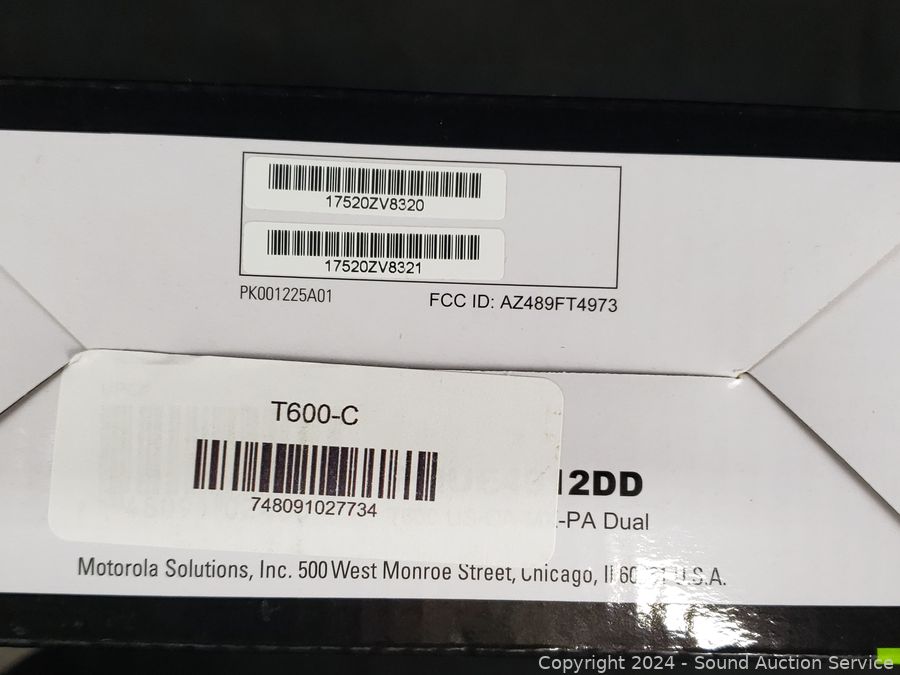 17520ZV8320
17520ZV8321
PK001225A01
FCC ID: AZ489FT4973
T600-C
748091027734
12DD
-PA Dual
Motorola Solutions, Inc. 500 West Monroe Street, Chicago, U.S.A.
Copyright 2024 - Sound Auction Service